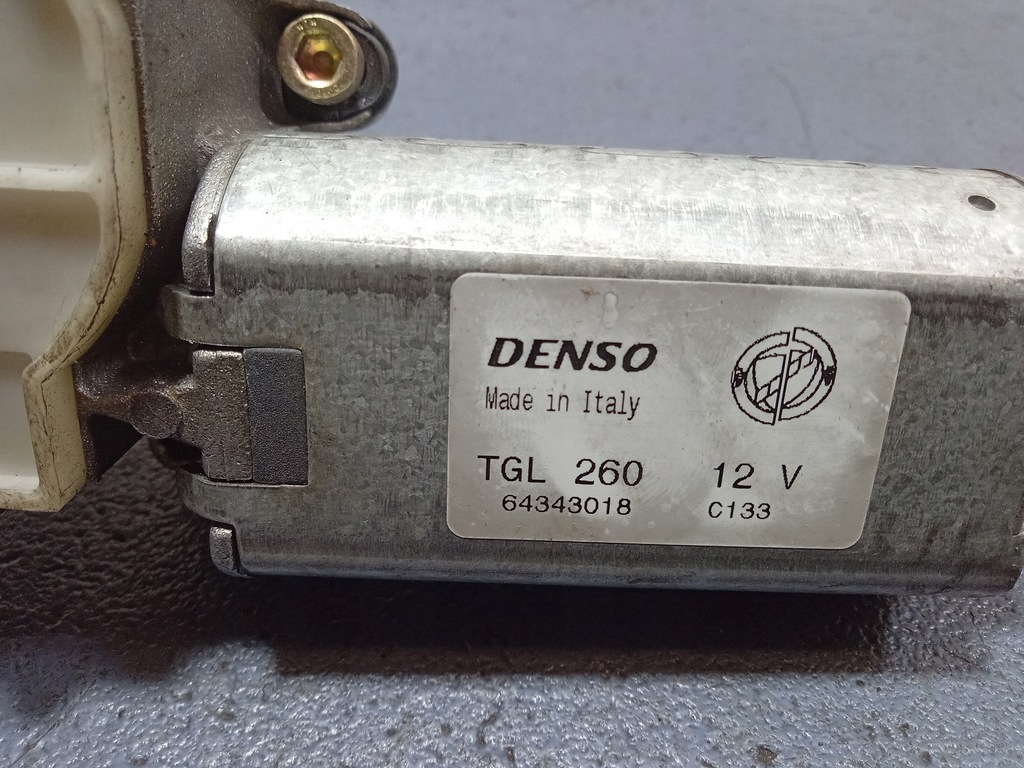 DENSO
Made in Italy
TGL 260 12 V
64343018 C133